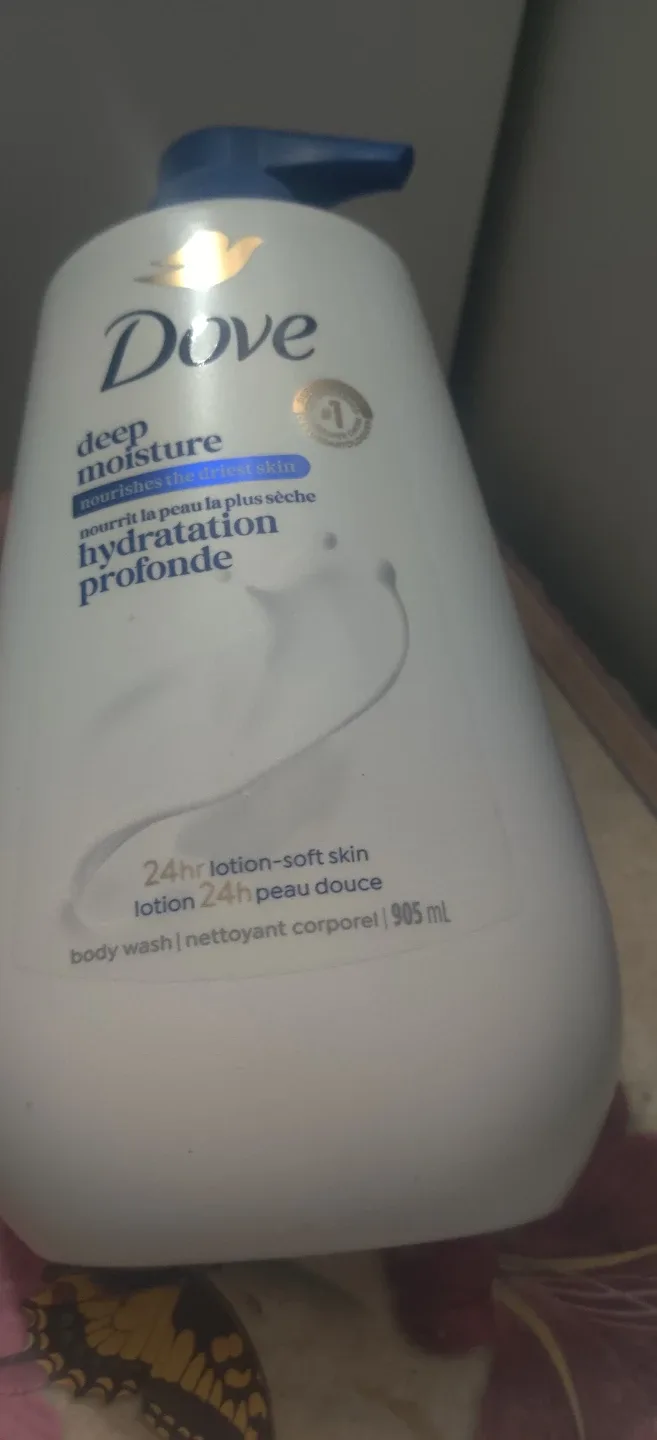 Dove
#1
deep
moisture
nourishes the driest skin
nourrit la peau la plus sèche
hydratation
profonde
24hr lotion-soft skin
lotion 24h peau douce
body wash | nettoyant corporel | 905 mL